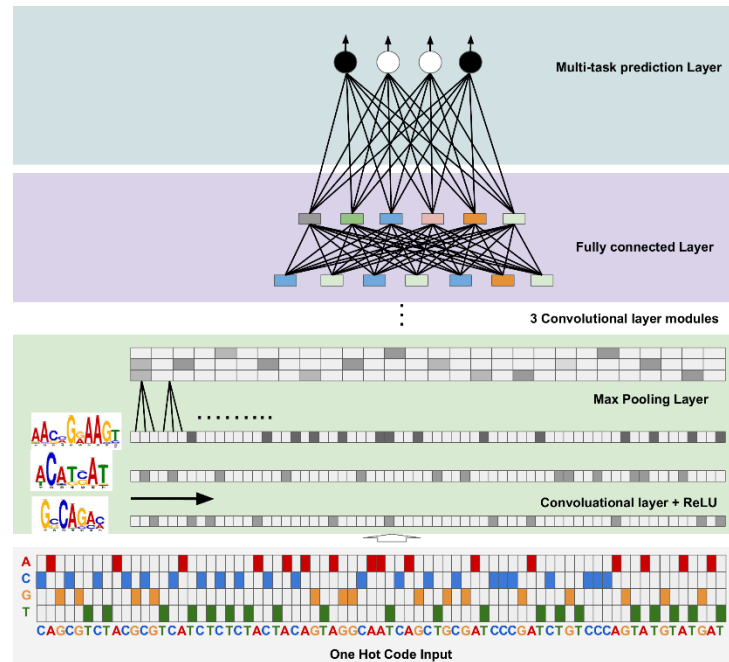 Multi-task prediction Layer
Fully connected Layer
3 Convolutional layer modules
Max Pooling Layer
Convoluational layer + ReLU
A
C
G
T
CAGCGTCTACGCGTCATCTCTCTACTACAGTAGGCAATCAGCTGCGATCCCGATCTGTCCCAGTATGTATGAT
One Hot Code Input